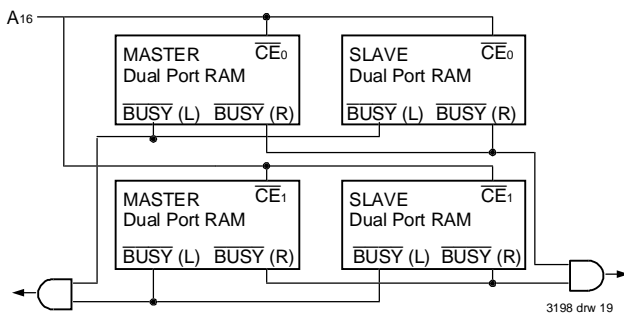 A16
MASTER
Dual Port RAM
CE0
BUSY (L) BUSY (R)
SLAVE
Dual Port RAM
CE0
BUSY (L) BUSY (R)
MASTER
Dual Port RAM
CE1
BUSY (L) BUSY (R)
SLAVE
Dual Port RAM
CE1
BUSY (L) BUSY (R)
3198 drw 19